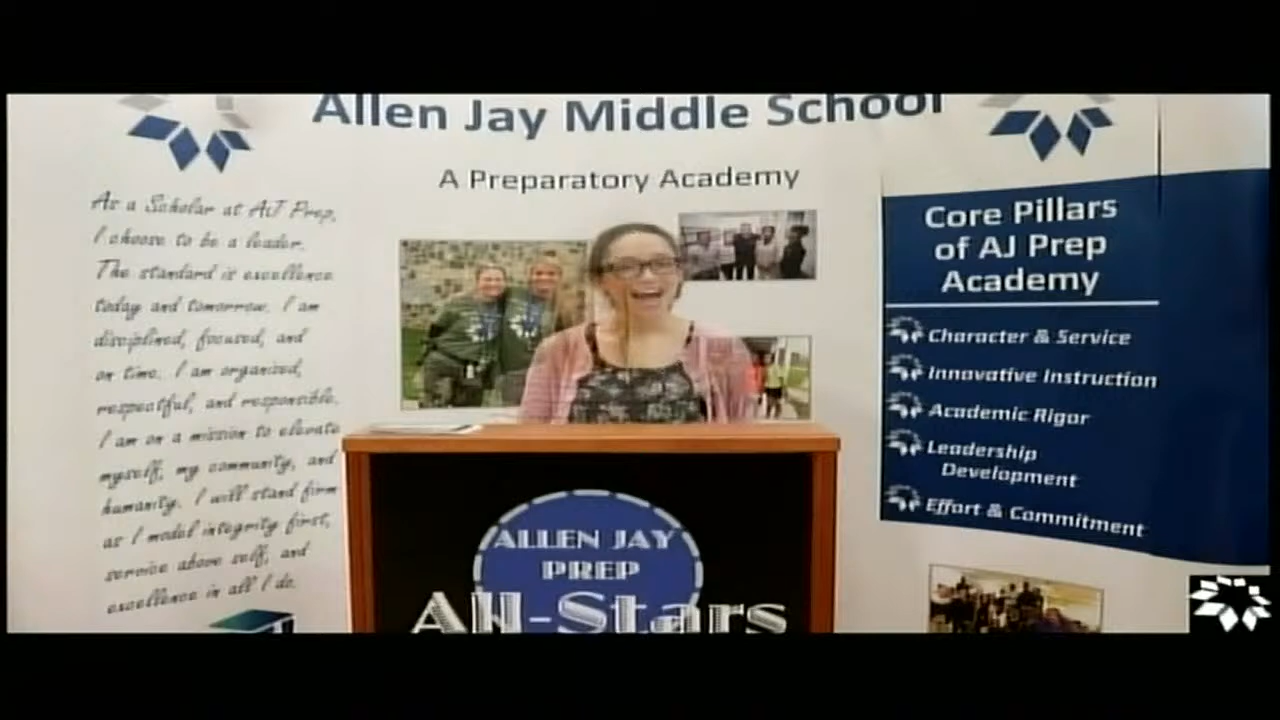 Allen Jay Middle School
A Preparatory Academy
As a Scholar at AJ Prep,
I choose to be a leader.
The standard is excellence
today and tomorrow. I am
disciplined, focused, and
on time. I am organized,
respectful, and responsible.
I am on a mission to elevate
myself, my community, and
humanity. I will stand firm
as I model integrity first,
service above self, and
excellence in all I do.
Core Pillars
of AJ Prep
Academy
Character & Service
Innovative Instruction
Academic Rigor
Leadership
Development
Effort & Commitment
ALLEN JAY
PREP
All-Stars